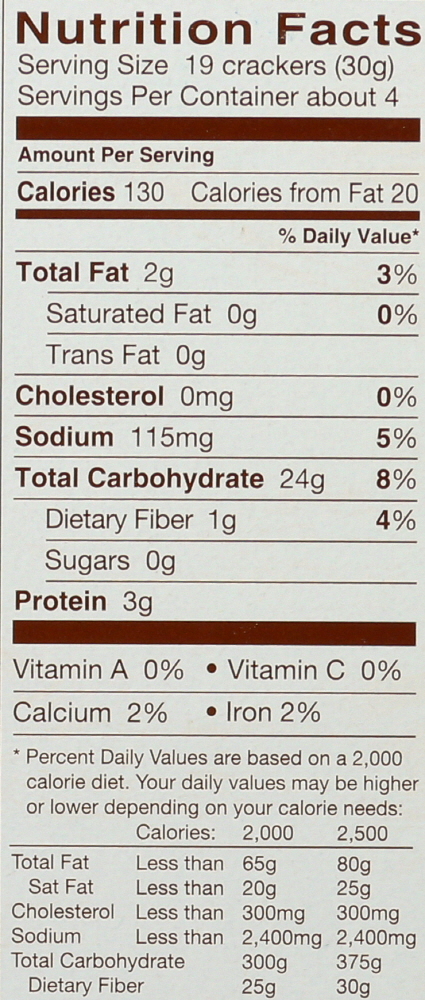 Nutrition Facts
Serving Size 19 crackers (30g)
Servings Per Container about 4
Amount Per Serving
Calories 130 Calories from Fat 20
% Daily Value*
Total Fat 2g 3%
Saturated Fat 0g 0%
Trans Fat 0g
Cholesterol 0mg 0%
Sodium 115mg 5%
Total Carbohydrate 24g 8%
Dietary Fiber 1g 4%
Sugars 0g
Protein 3g
Vitamin A 0% • Vitamin C 0%
Calcium 2% • Iron 2%
* Percent Daily Values are based on a 2,000
calorie diet. Your daily values may be higher
or lower depending on your calorie needs:
Calories: 2,000 2,500
Total Fat Less than 65g 80g
Sat Fat Less than 20g 25g
Cholesterol Less than 300mg 300mg
Sodium Less than 2,400mg 2,400mg
Total Carbohydrate 300g 375g
Dietary Fiber 25g 30g